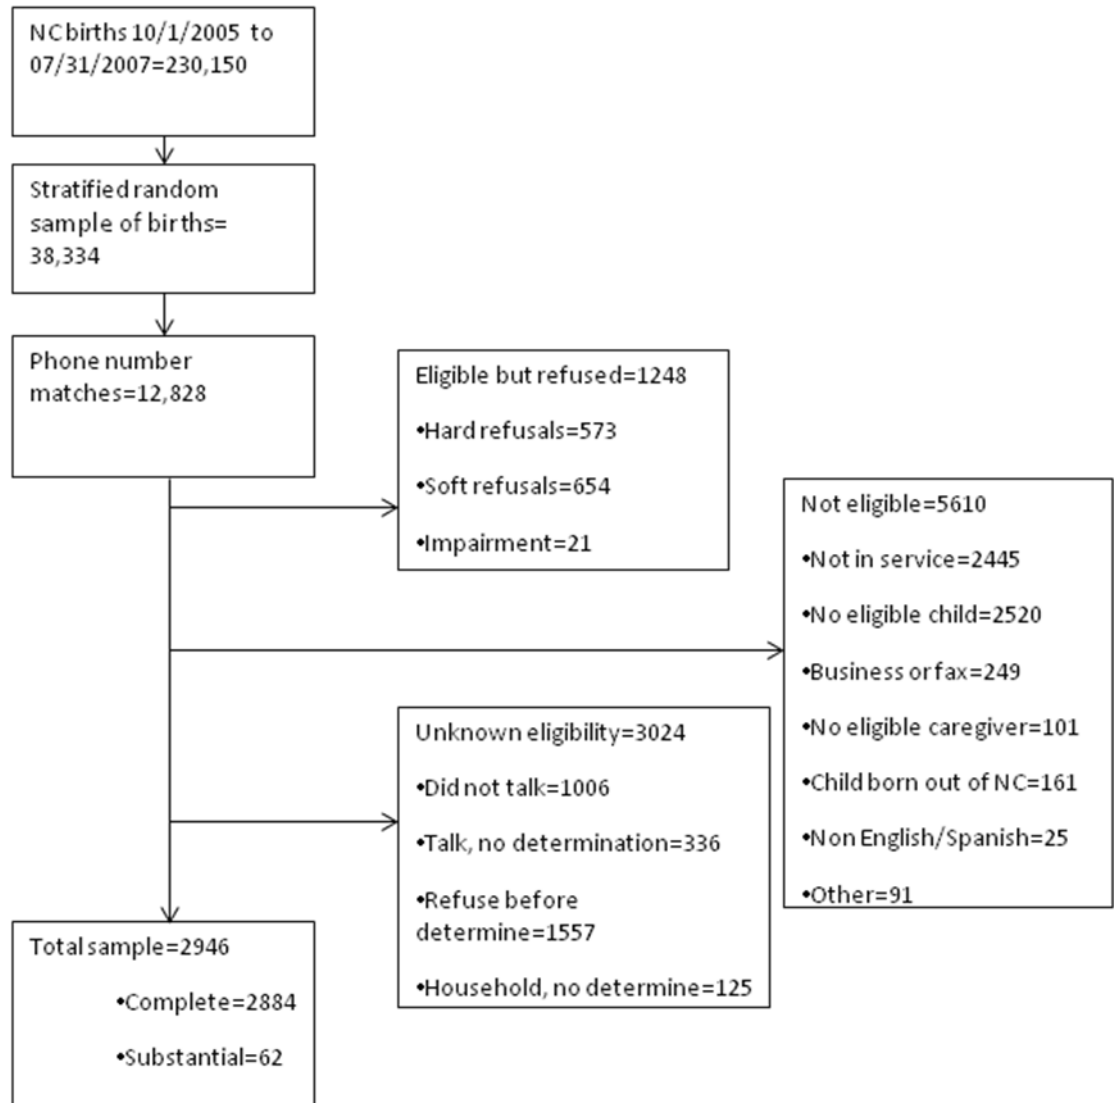 NC births 10/1/2005 to
07/31/2007=230,150
Stratified random
sample of births=
38,334
Phone number
matches=12,828
Eligible but refused=1248
•Hard refusals=573
•Soft refusals=654
•Impairment=21
Not eligible=5610
•Not in service=2445
•No eligible child=2520
•Business or fax=249
•No eligible caregiver=101
•Child born out of NC=161
•Non English/Spanish=25
•Other=91
Unknown eligibility=3024
•Did not talk=1006
•Talk, no determination=336
•Refuse before
determine=1557
•Household, no determine=125
Total sample=2946
•Complete=2884
•Substantial=62